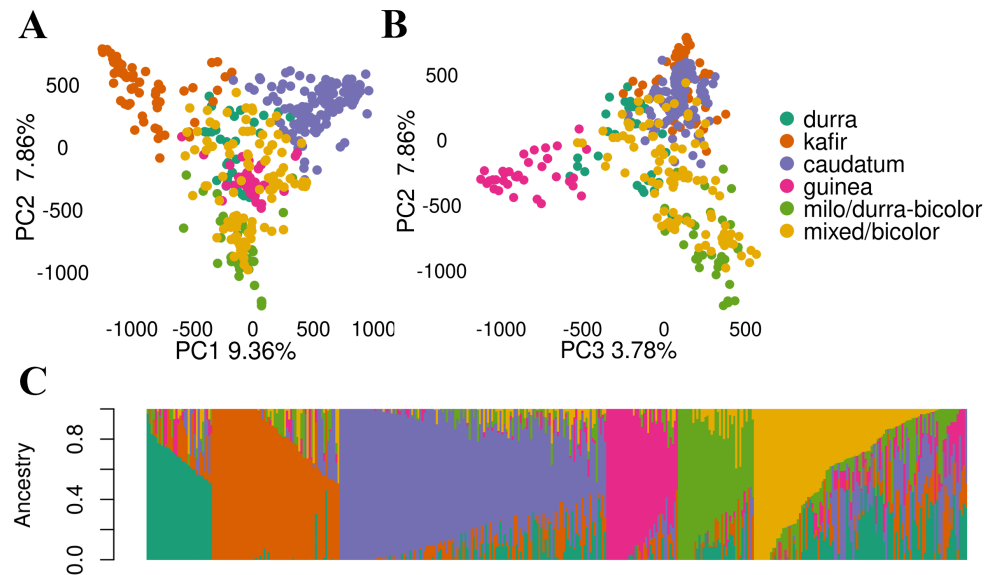 A
B
500
0
-500
-1000
PC2 7.86%
-1000 -500 0 500 1000
PC1 9.36%
500
0
-500
-1000
PC2 7.86%
-1000 -500 0 500
PC3 3.78%
durra
kafir
caudatum
guinea
milo/durra-bicolor
mixed/bicolor
C
Ancestry
0.8
0.4
0.0